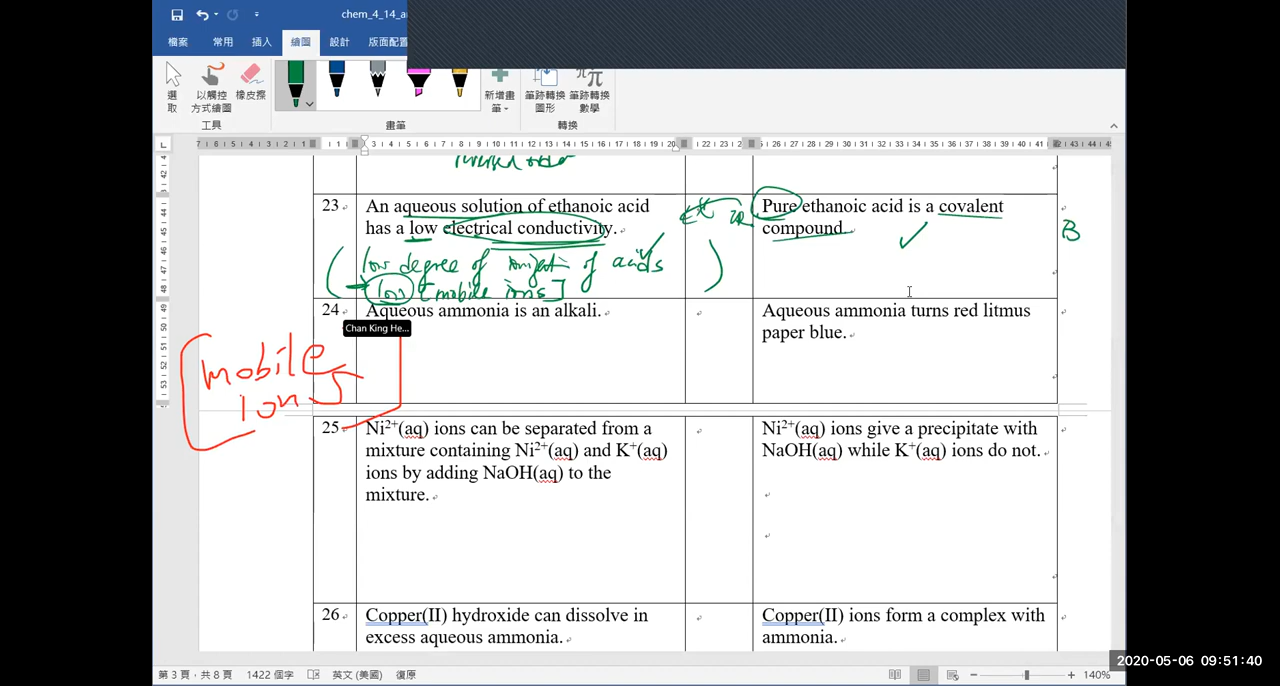 chem_4_14_a
檔案 常用 插入 繪圖 設計 版面配置
選取 以觸控方式繪圖 橡皮擦 新增畫筆 筆跡轉換圖形 筆跡轉換數學
工具 畫筆 轉換
23 An aqueous solution of ethanoic acid has a low electrical conductivity.
Pure ethanoic acid is a covalent compound.
B
low degree of ionization of acids
low [mobile ions]
24 Aqueous ammonia is an alkali.
Aqueous ammonia turns red litmus paper blue.
Chan King He...
mobile
ions
25 Ni²⁺(aq) ions can be separated from a mixture containing Ni²⁺(aq) and K⁺(aq) ions by adding NaOH(aq) to the mixture.
Ni²⁺(aq) ions give a precipitate with NaOH(aq) while K⁺(aq) ions do not.
26 Copper(II) hydroxide can dissolve in excess aqueous ammonia.
Copper(II) ions form a complex with ammonia.
第 3 頁，共 8 頁 1422 個字 英文 (美國) 復原 140%
2020-05-06 09:51:40